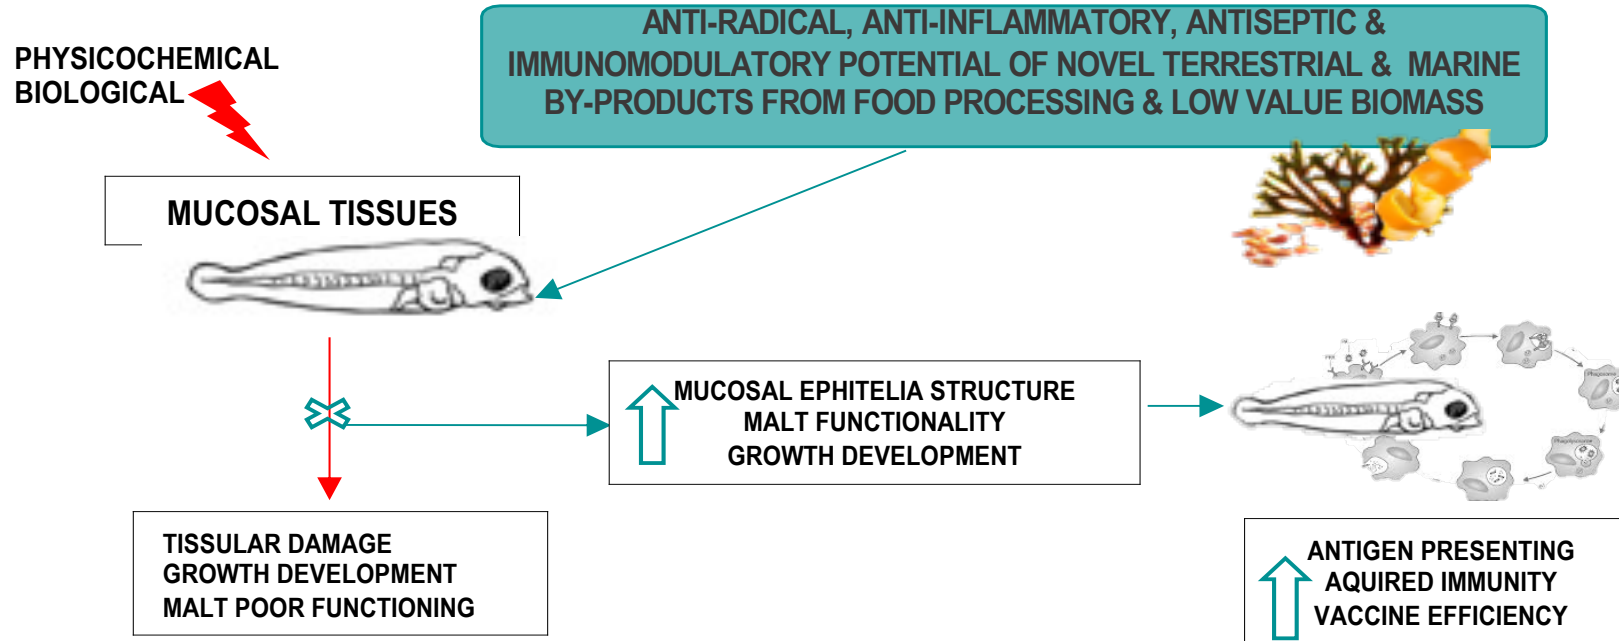 ANTI-RADICAL, ANTI-INFLAMMATORY, ANTISEPTIC &
IMMUNOMODULATORY POTENTIAL OF NOVEL TERRESTRIAL & MARINE
BY-PRODUCTS FROM FOOD PROCESSING & LOW VALUE BIOMASS
PHYSICOCHEMICAL
BIOLOGICAL
MUCOSAL TISSUES
MUCOSAL EPHITELIA STRUCTURE
MALT FUNCTIONALITY
GROWTH DEVELOPMENT
Phagosome
TISSULAR DAMAGE
GROWTH DEVELOPMENT
MALT POOR FUNCTIONING
ANTIGEN PRESENTING
AQUIRED IMMUNITY
VACCINE EFFICIENCY